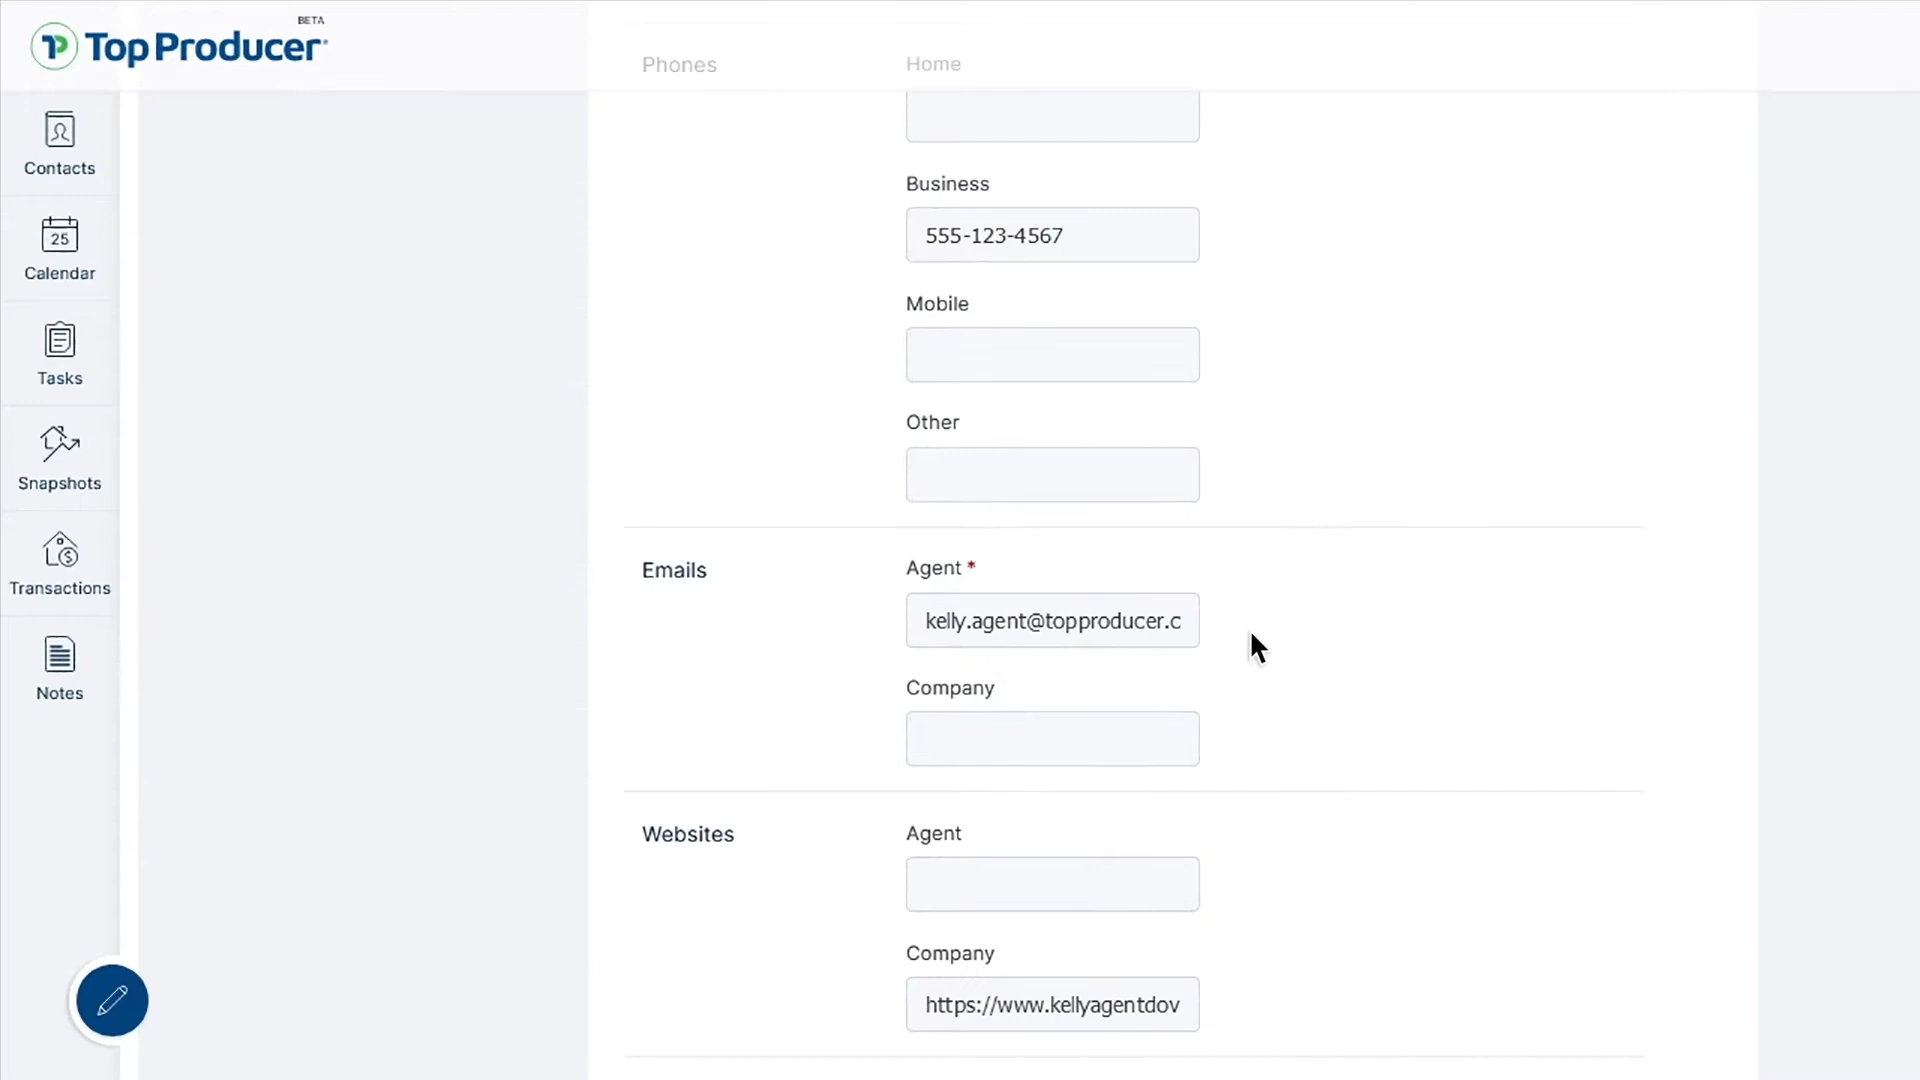 BETA
Top Producer
Phones
Home
Contacts
Business
25
555-123-4567
Calendar
Mobile
Tasks
Other
Snapshots
Emails
Agent *
Transactions
kelly.agent@topproducer.c
Company
Notes
Websites
Agent
Company
https://www.kellyagentdov